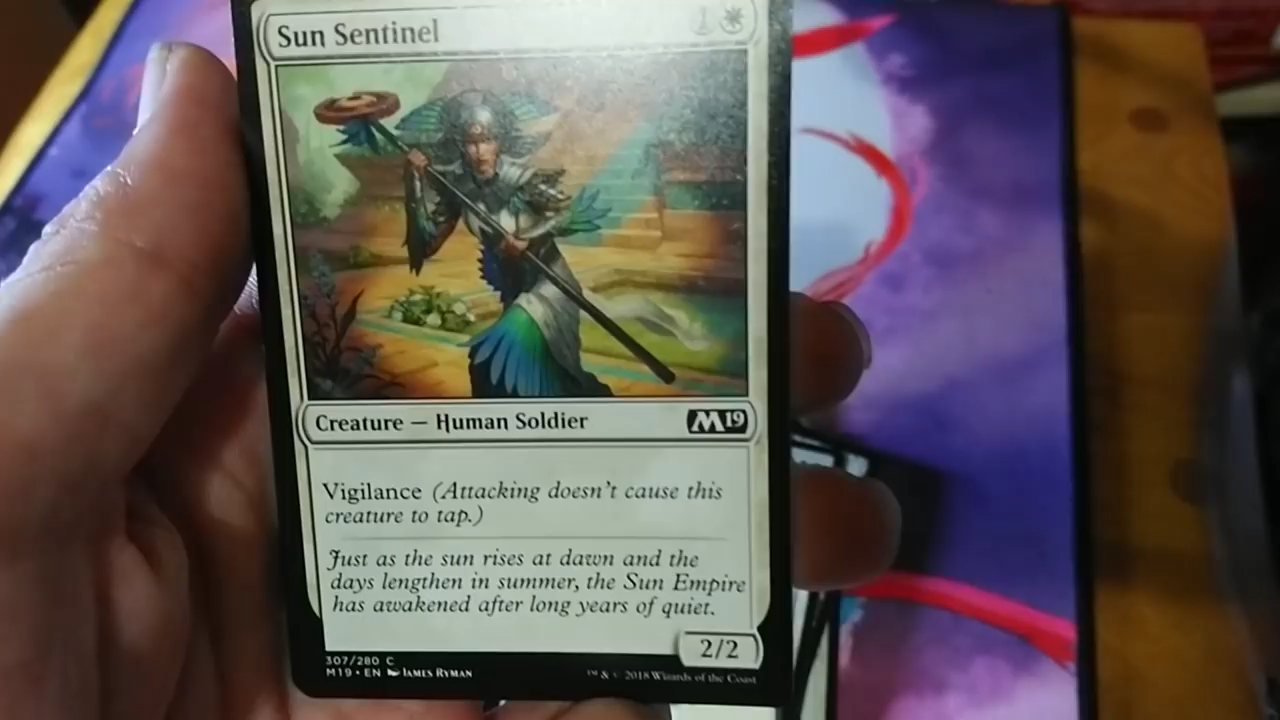 Sun Sentinel 1
Creature — Human Soldier M19
Vigilance (Attacking doesn't cause this
creature to tap.)
Just as the sun rises at dawn and the
days lengthen in summer, the Sun Empire
has awakened after long years of quiet.
2/2
307/280 C
M19 • EN James Ryman
™ & © 2018 Wizards of the Coast